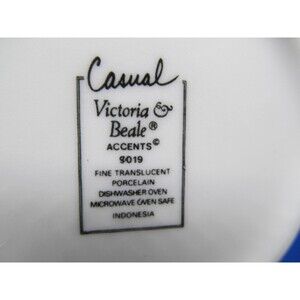 Casual
Victoria &
Beale®
ACCENTS©
9019
FINE TRANSLUCENT
PORCELAIN
DISHWASHER OVEN
MICROWAVE OVEN SAFE
INDONESIA